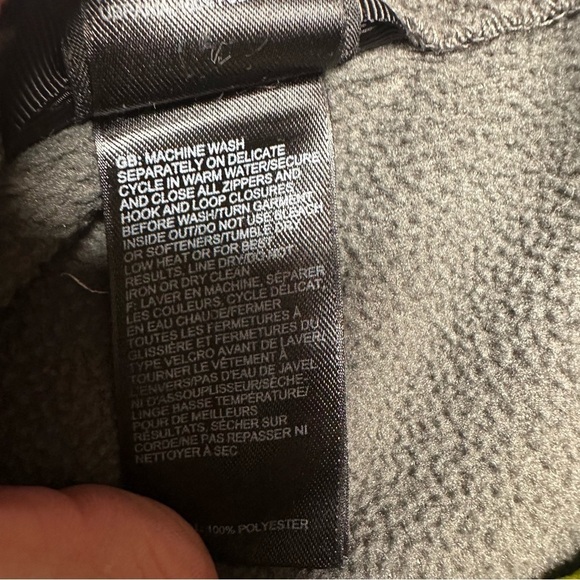 GB: MACHINE WASH
SEPARATELY ON DELICATE
CYCLE IN WARM WATER/SECURE
AND CLOSE ALL ZIPPERS AND
HOOK AND LOOP CLOSURES
BEFORE WASH/TURN GARMENT
INSIDE OUT/DO NOT USE BLEACH
OR SOFTENERS/TUMBLE DRY
LOW HEAT OR FOR BEST
RESULTS, LINE DRY/DO NOT
IRON OR DRY CLEAN
F: LAVER EN MACHINE, SÉPARER
LES COULEURS, CYCLE DÉLICAT,
EN EAU CHAUDE/FERMER
TOUTES LES FERMETURES À
GLISSIÈRE ET FERMETURES DU
TYPE VELCRO AVANT DE LAVER/
TOURNER LE VÊTEMENT À
L'ENVERS/PAS D'EAU DE JAVEL
NI D'ASSOUPLISSEUR/SÈCHE-
LINGE BASSE TEMPÉRATURE/
POUR DE MEILLEURS
RÉSULTATS, SÉCHER SUR
CORDE/NE PAS REPASSER NI
NETTOYER À SEC
100% POLYESTER